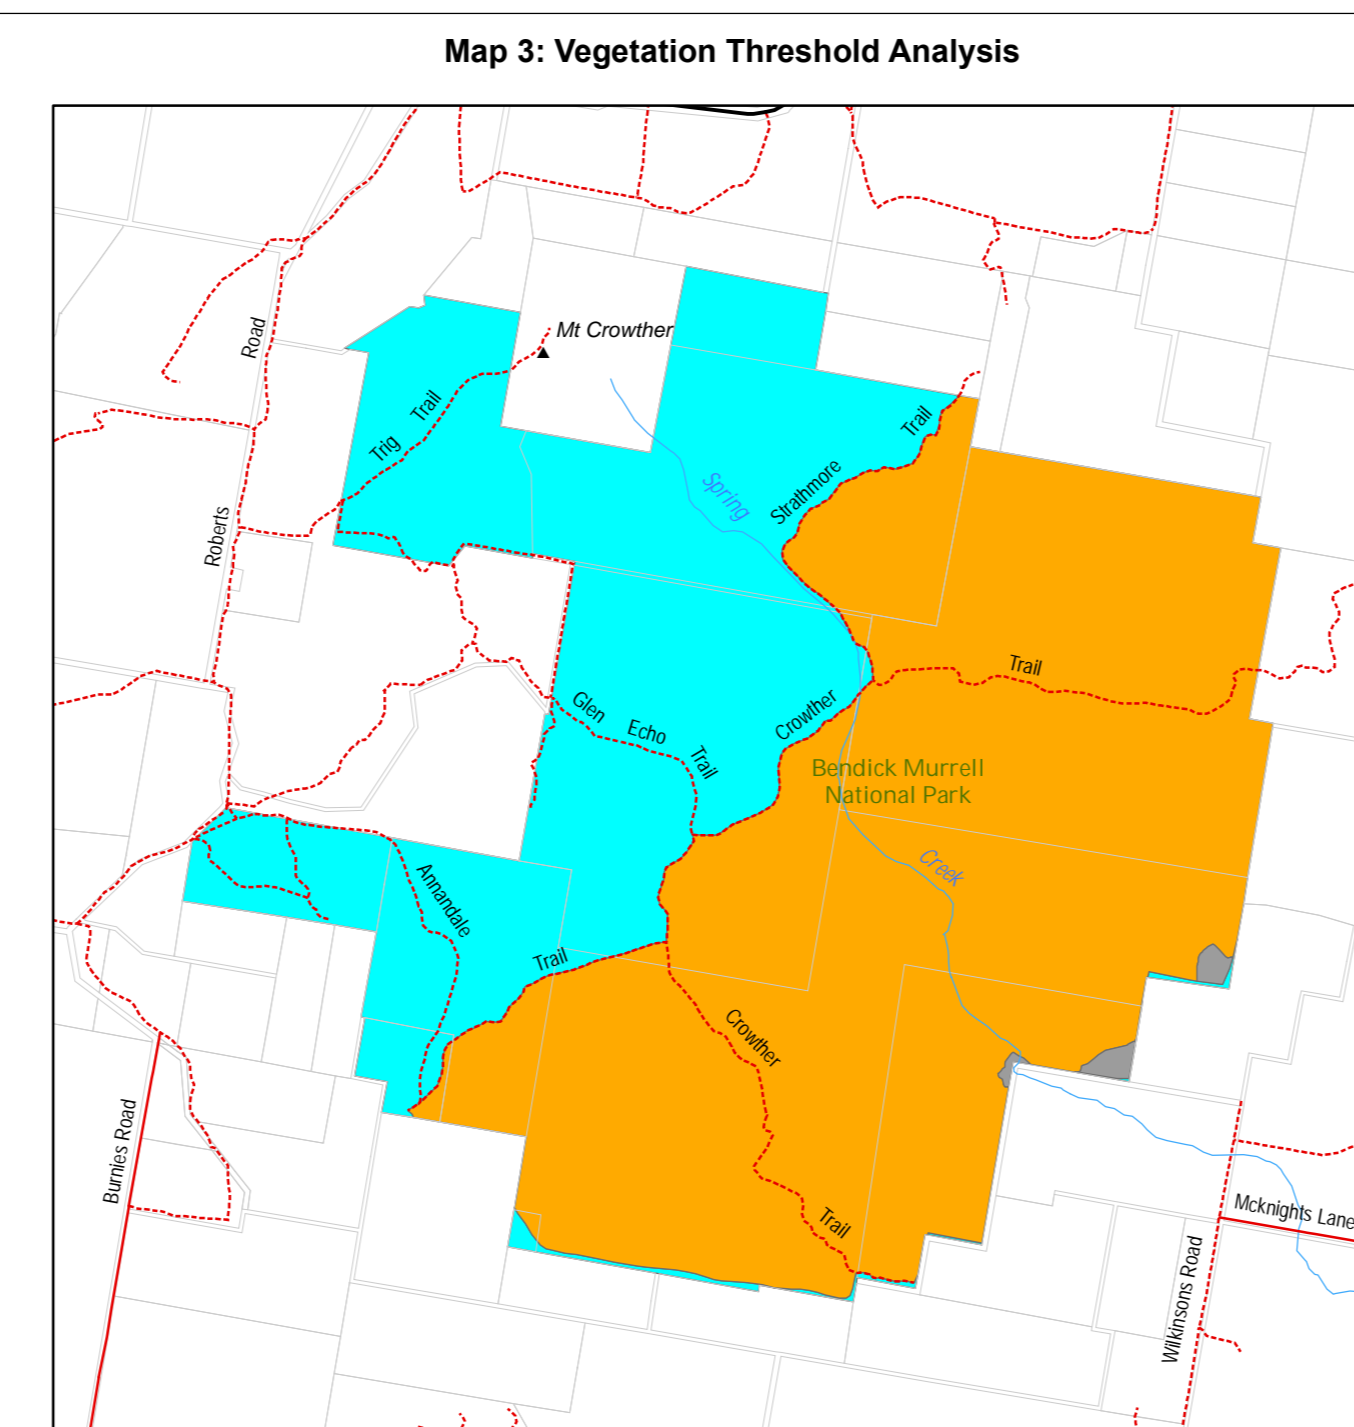 Map 3: Vegetation Threshold Analysis
Mt Crowther
Road
Trig
Trail
Strathmore
Trail
Spring
Roberts
Trail
Glen
Echo
Trail
Crowther
Bendick Murrell
National Park
Creek
Annandale
Trail
Crowther
Trail
Burnies Road
Mcknights Lane
Wilkinsons Road